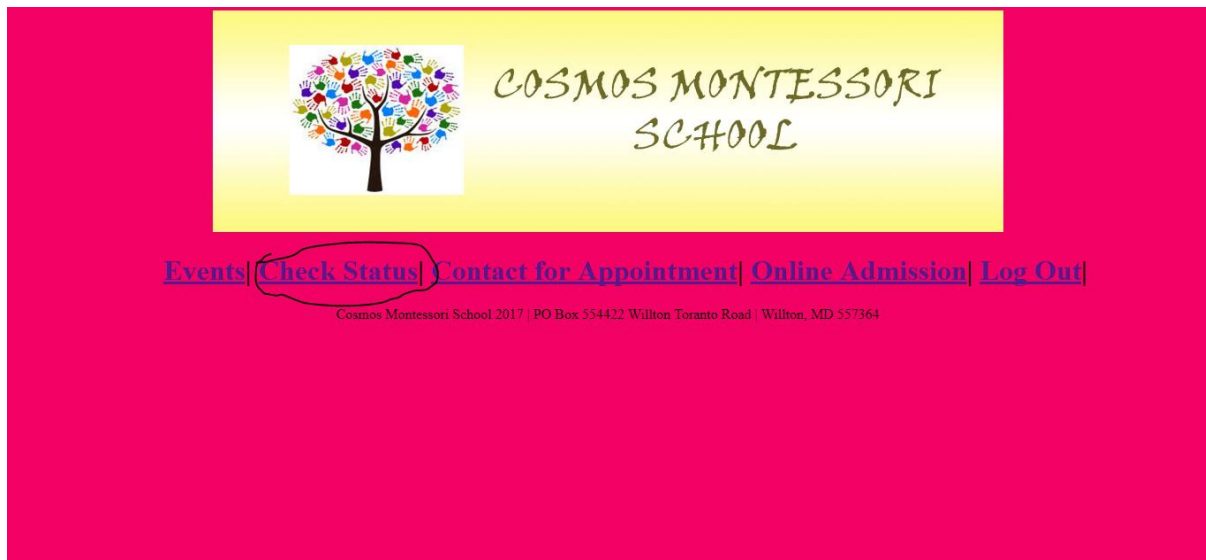 COSMOS MONTESSORI
SCHOOL
Events| Check Status| Contact for Appointment| Online Admission| Log Out|
Cosmos Montessori School 2017 | PO Box 554422 Willton Toranto Road | Willton, MD 557364